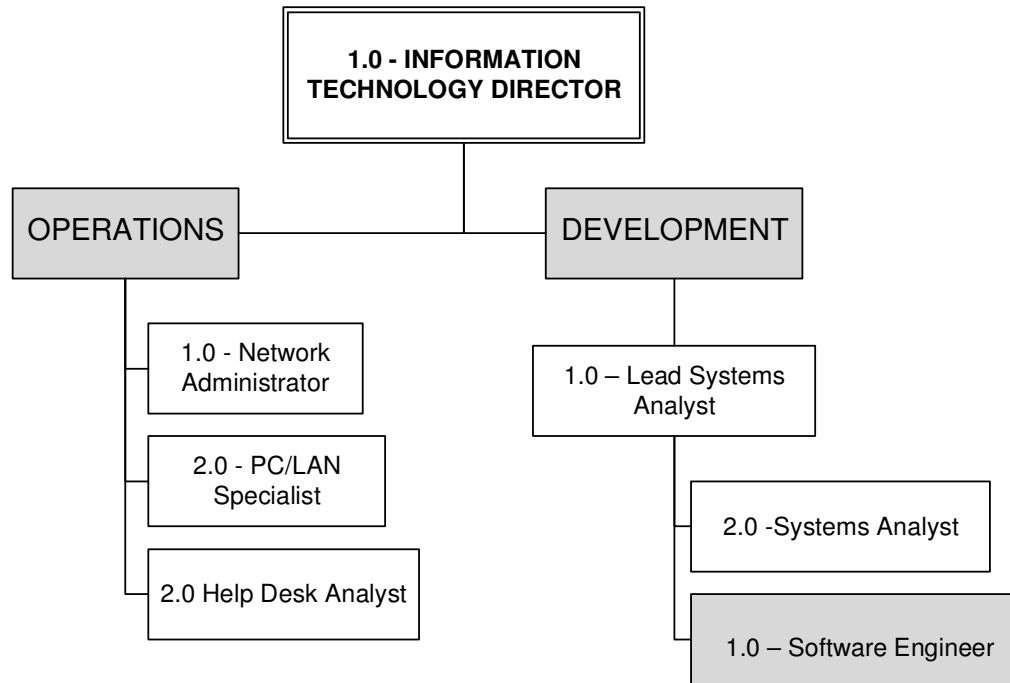 1.0 - INFORMATION
TECHNOLOGY DIRECTOR
OPERATIONS
DEVELOPMENT
1.0 - Network
Administrator
2.0 - PC/LAN
Specialist
2.0 Help Desk Analyst
1.0 – Lead Systems
Analyst
2.0 -Systems Analyst
1.0 – Software Engineer